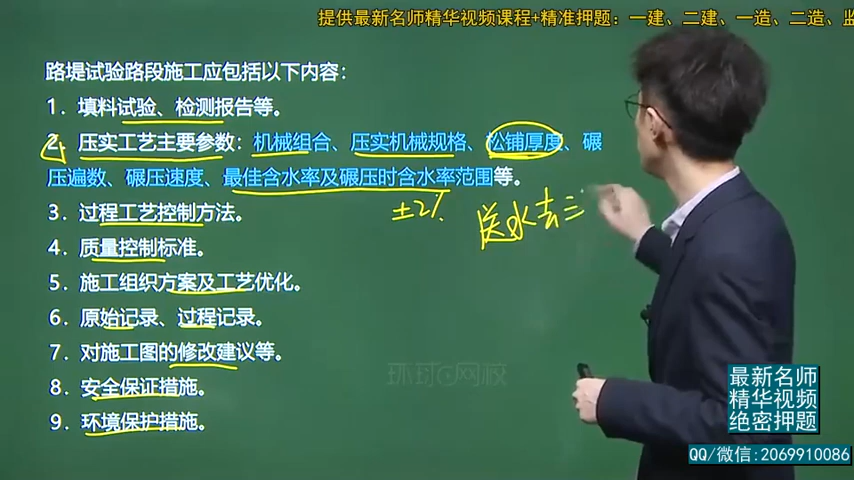 提供最新名师精华视频课程+精准押题：一建、二建、一造、二造、监
路堤试验路段施工应包括以下内容：
1．填料试验、检测报告等。
2．压实工艺主要参数：机械组合、压实机械规格、松铺厚度、碾
压遍数、碾压速度、最佳含水率及碾压时含水率范围等。
3．过程工艺控制方法。
±2%
送水去三
4．质量控制标准。
5．施工组织方案及工艺优化。
6．原始记录、过程记录。
7．对施工图的修改建议等。
8．安全保证措施。
9．环境保护措施。
环球网校
最新名师
精华视频
绝密押题
QQ/微信:2069910086